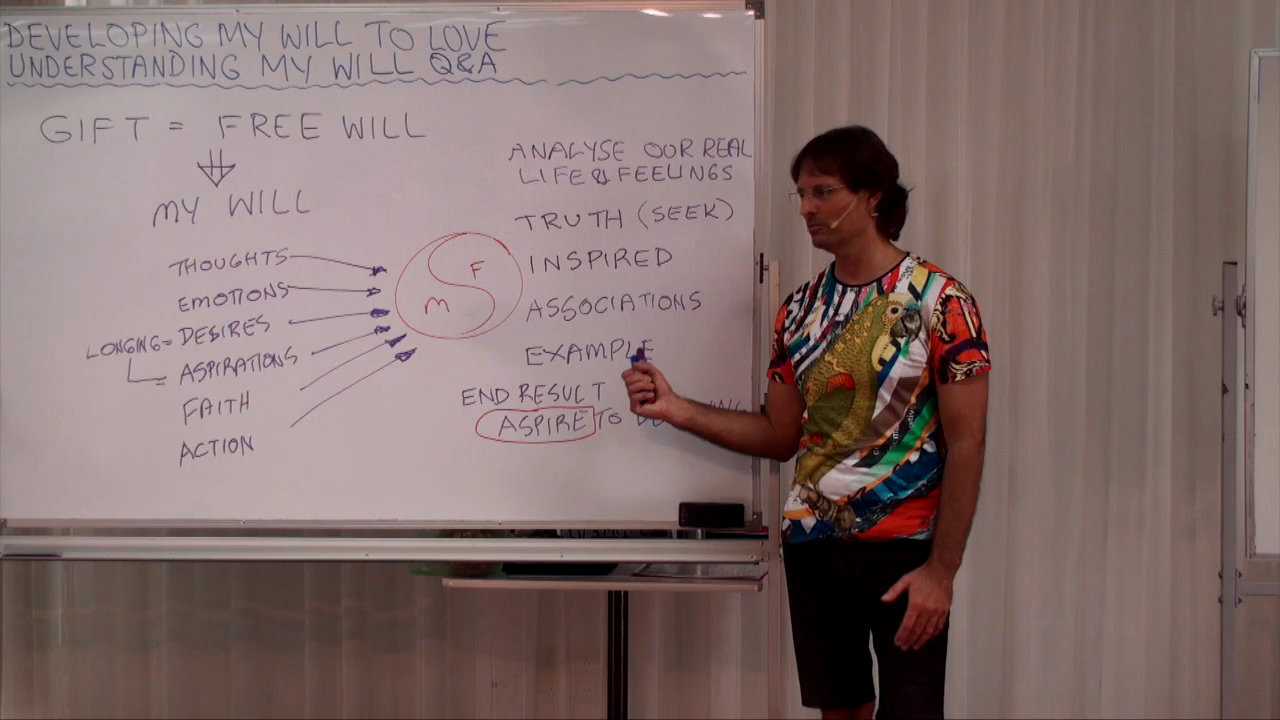 DEVELOPING MY WILL TO LOVE
UNDERSTANDING MY WILL Q&A
GIFT = FREE WILL
MY WILL
THOUGHTS
EMOTIONS
LONGING = DESIRES
= ASPIRATIONS
FAITH
ACTION
F
M
ANALYSE OUR REAL
LIFE & FEELINGS
TRUTH (SEEK)
INSPIRED
ASSOCIATIONS
EXAMPLE
END RESULT
ASPIRE TO